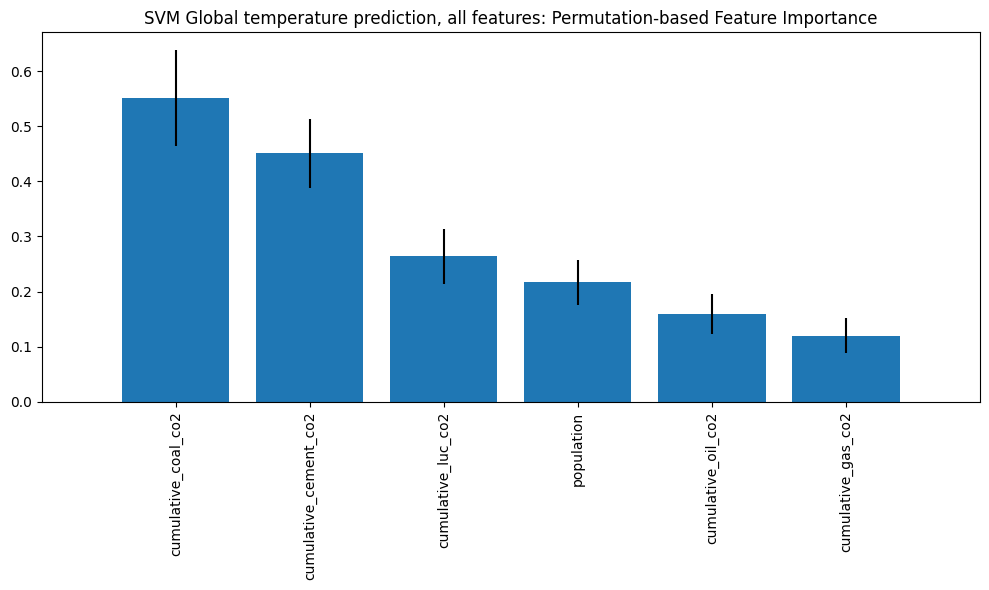 SVM Global temperature prediction, all features: Permutation-based Feature Importance
0.6
0.5
0.4
0.3
0.2
0.1
0.0
cumulative_coal_co2
cumulative_cement_co2
cumulative_luc_co2
population
cumulative_oil_co2
cumulative_gas_co2